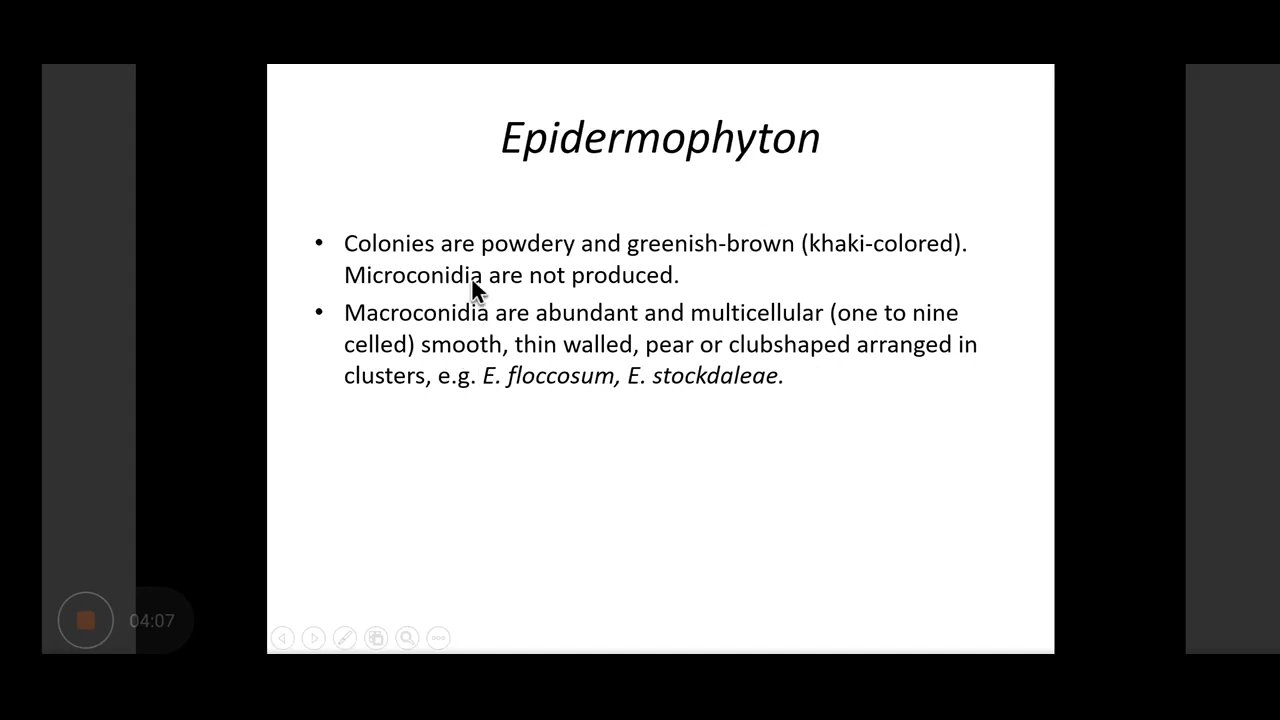 Epidermophyton
• Colonies are powdery and greenish-brown (khaki-colored).
Microconidia are not produced.
• Macroconidia are abundant and multicellular (one to nine
celled) smooth, thin walled, pear or clubshaped arranged in
clusters, e.g. E. floccosum, E. stockdaleae.
04:07